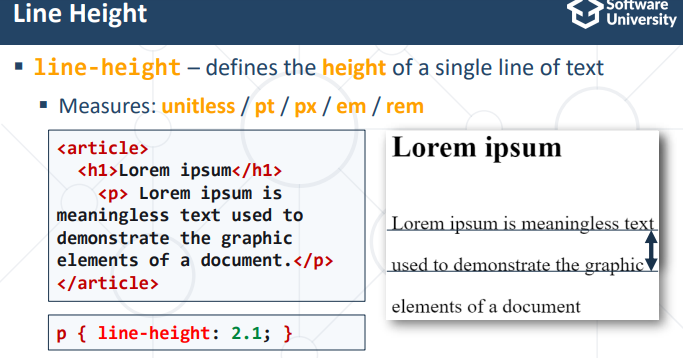 Line Height
Software
University
▪ line-height – defines the height of a single line of text
▪ Measures: unitless / pt / px / em / rem
<article>
<h1>Lorem ipsum</h1>
<p> Lorem ipsum is
meaningless text used to
demonstrate the graphic
elements of a document.</p>
</article>
p { line-height: 2.1; }
Lorem ipsum
Lorem ipsum is meaningless text
used to demonstrate the graphic
elements of a document